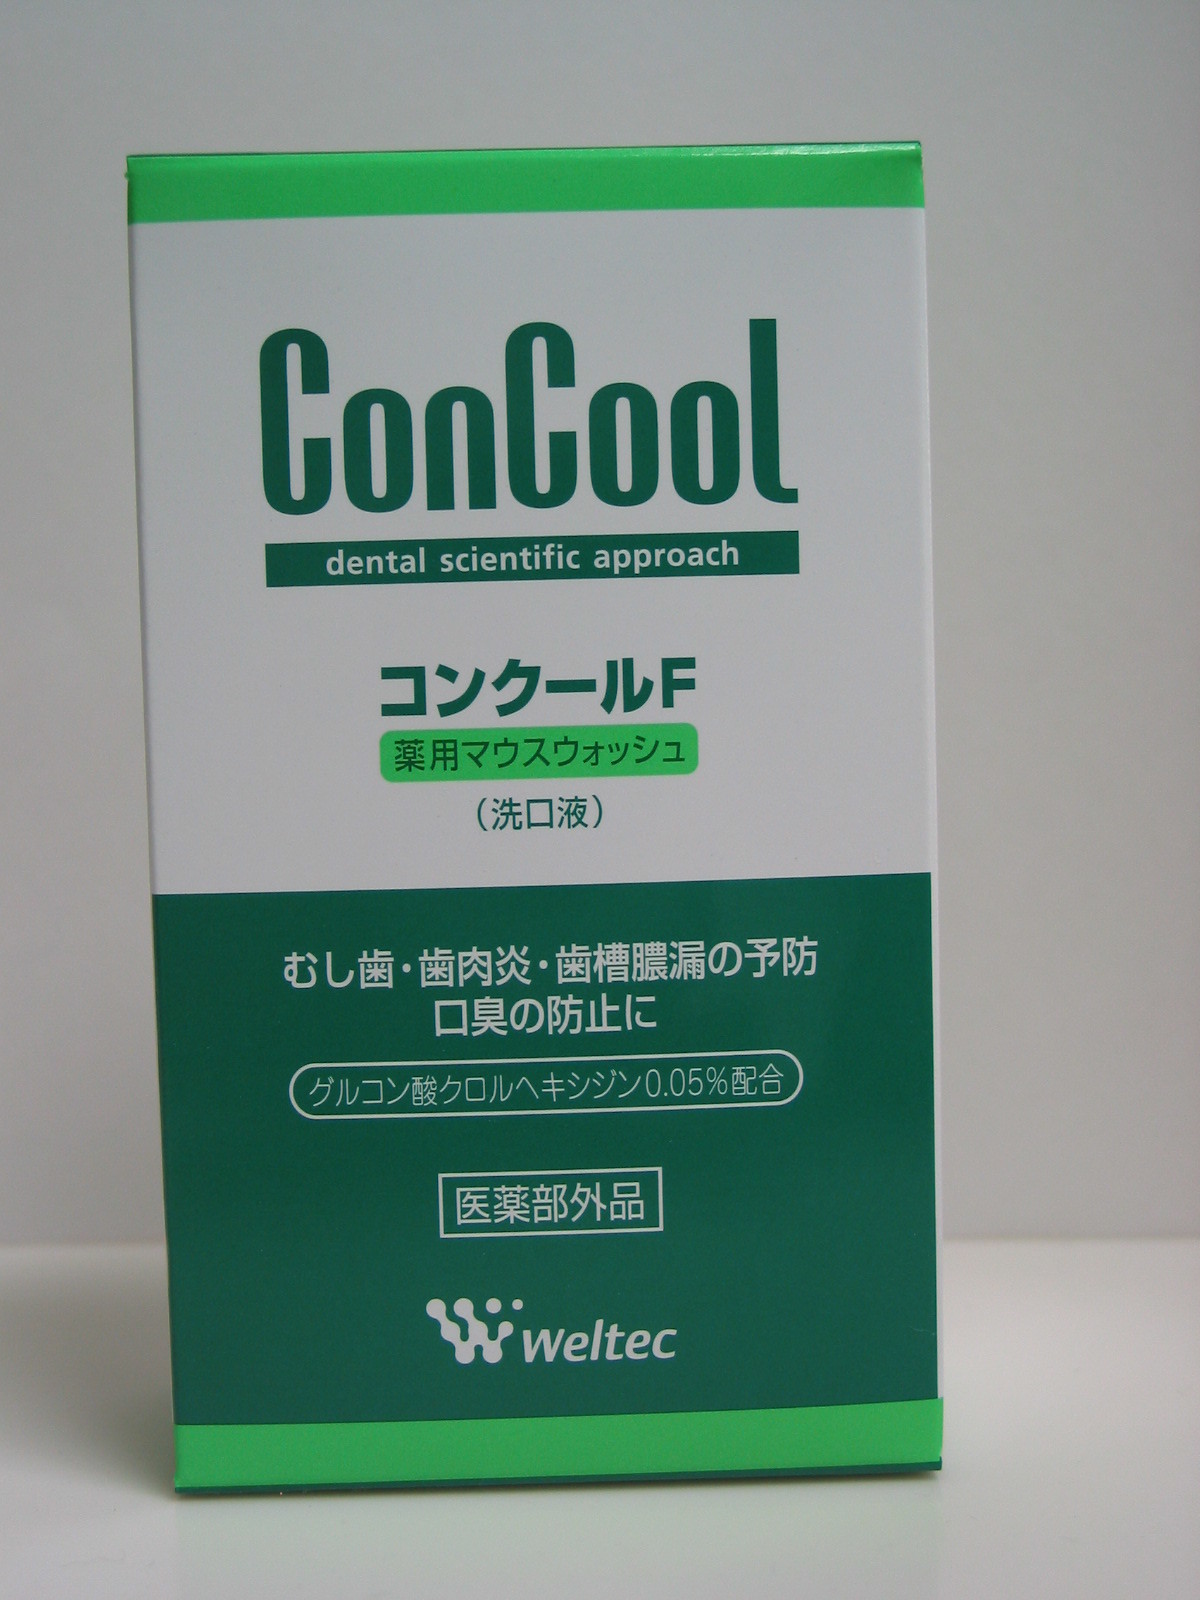 ConCool
dental scientific approach
コンクールF
薬用マウスウォッシュ
（洗口液）
むし歯・歯肉炎・歯槽膿漏の予防
口臭の防止に
グルコン酸クロルヘキシジン0.05%配合
医薬部外品
weltec